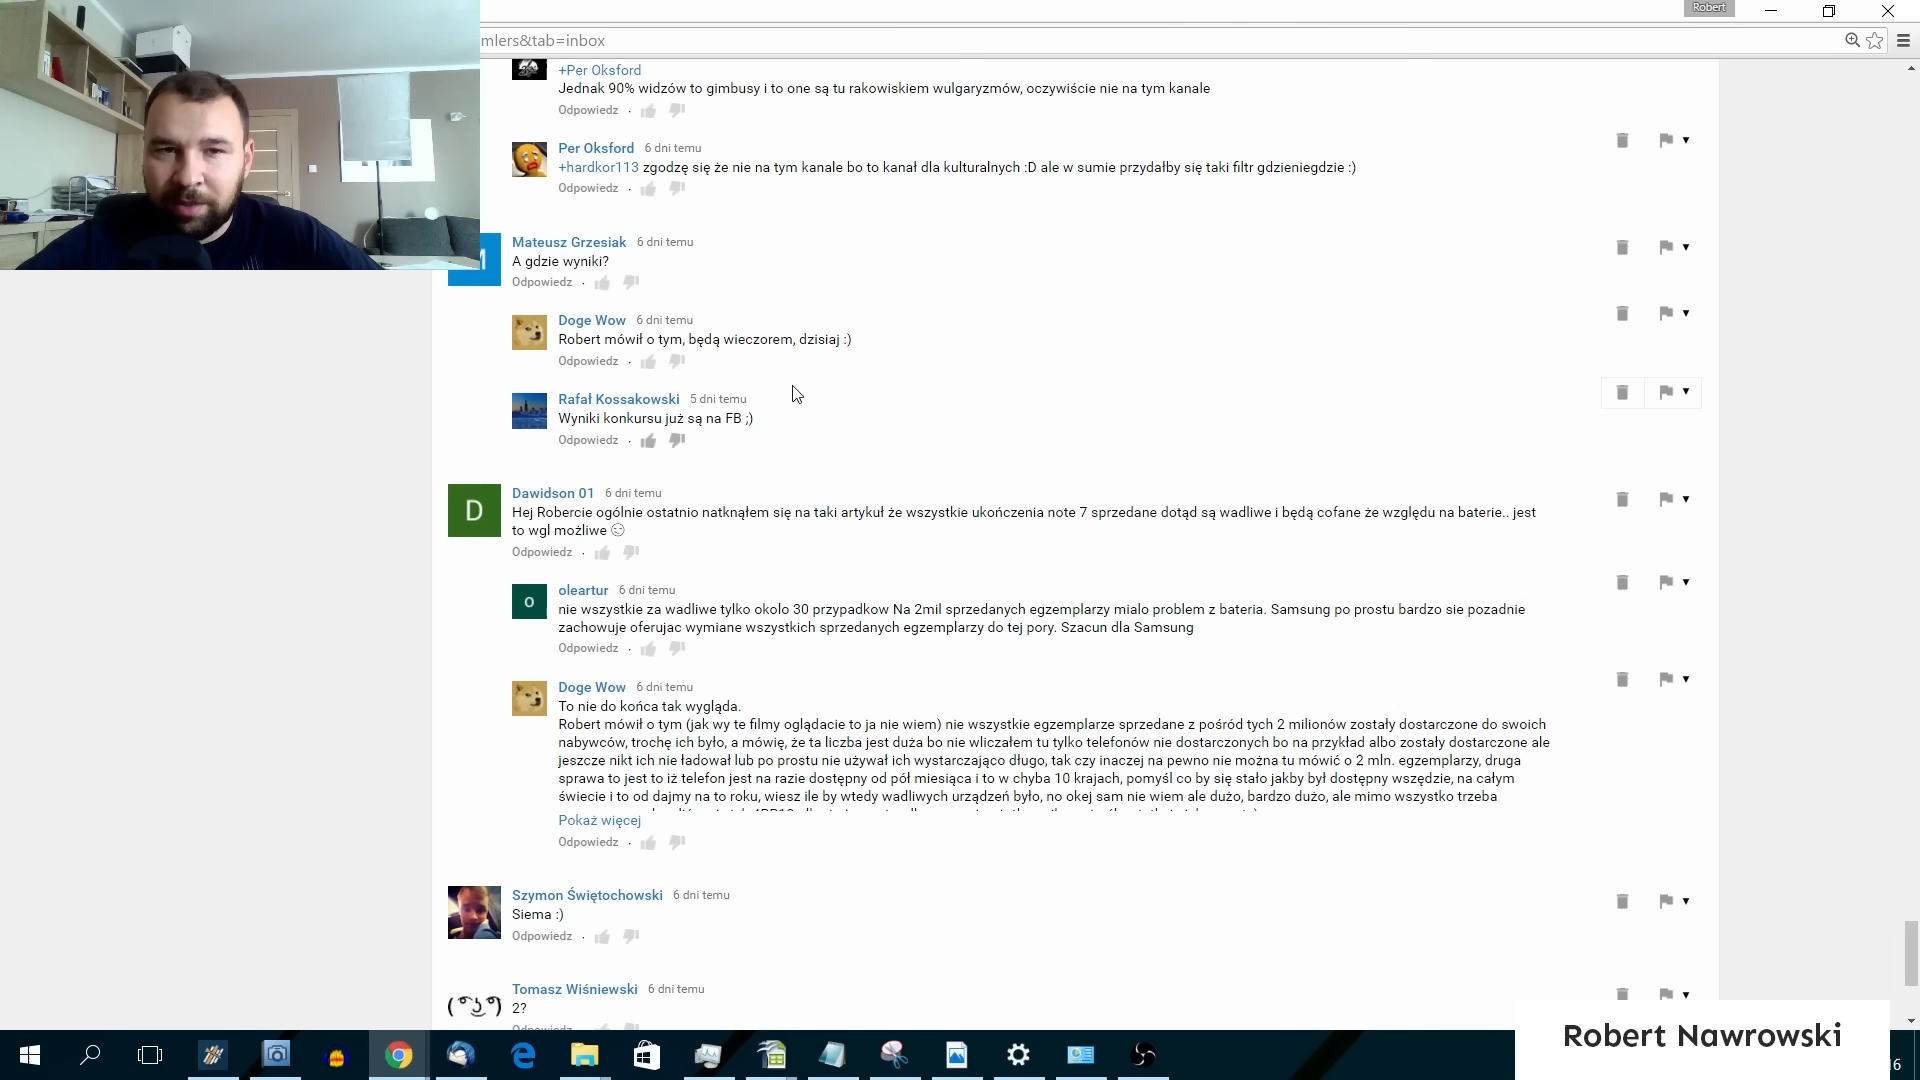 Robert
mlers&tab=inbox
+Per Oksford
Jednak 90% widzów to gimbusy i to one są tu rakowiskiem wulgaryzmów, oczywiście nie na tym kanale
Odpowiedz ·
Per Oksford 6 dni temu
+hardkor113 zgodzę się że nie na tym kanale bo to kanał dla kulturalnych :D ale w sumie przydałby się taki filtr gdzieniegdzie :)
Odpowiedz ·
Mateusz Grzesiak 6 dni temu
A gdzie wyniki?
Odpowiedz ·
Doge Wow 6 dni temu
Robert mówił o tym, będą wieczorem, dzisiaj :)
Odpowiedz ·
Rafał Kossakowski 5 dni temu
Wyniki konkursu już są na FB ;)
Odpowiedz ·
D
Dawidson 01 6 dni temu
Hej Robercie ogólnie ostatnio natknąłem się na taki artykuł że wszystkie ukończenia note 7 sprzedane dotąd są wadliwe i będą cofane że względu na baterie.. jest
to wgl możliwe 😏
Odpowiedz ·
o
oleartur 6 dni temu
nie wszystkie za wadliwe tylko okolo 30 przypadkow Na 2mil sprzedanych egzemplarzy mialo problem z bateria. Samsung po prostu bardzo sie pozadnie
zachowuje oferujac wymiane wszystkich sprzedanych egzemplarzy do tej pory. Szacun dla Samsung
Odpowiedz ·
Doge Wow 6 dni temu
To nie do końca tak wygląda.
Robert mówił o tym (jak wy te filmy oglądacie to ja nie wiem) nie wszystkie egzemplarze sprzedane z pośród tych 2 milionów zostały dostarczone do swoich
nabywców, trochę ich było, a mówię, że ta liczba jest duża bo nie wliczałem tu tylko telefonów nie dostarczonych bo na przykład albo zostały dostarczone ale
jeszcze nikt ich nie ładował lub po prostu nie używał ich wystarczająco długo, tak czy inaczej na pewno nie można tu mówić o 2 mln. egzemplarzy, druga
sprawa to jest to iż telefon jest na razie dostępny od pół miesiąca i to w chyba 10 krajach, pomyśl co by się stało jakby był dostępny wszędzie, na całym
świecie i to od dajmy na to roku, wiesz ile by wtedy wadliwych urządzeń było, no okej sam nie wiem ale dużo, bardzo dużo, ale mimo wszystko trzeba
Pokaż więcej
Odpowiedz ·
Szymon Świętochowski 6 dni temu
Siema :)
Odpowiedz ·
Tomasz Wiśniewski 6 dni temu
( ͡° ͜ʖ ͡°) 2?
Odpowiedz
Robert Nawrowski
16